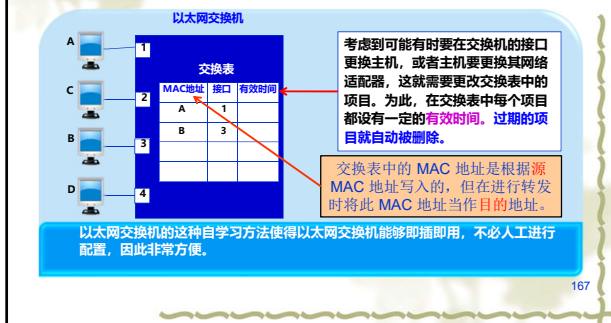 以太网交换机
A
1
交换表
MAC地址 接口 有效时间
A 1
B 3
C
2
B
3
D
4
考虑到可能有时要在交换机的接口
更换主机，或者主机要更换其网络
适配器，这就需要更改交换表中的
项目。为此，在交换表中每个项目
都设有一定的有效时间。过期的项
目就自动被删除。
交换表中的 MAC 地址是根据源
MAC 地址写入的，但在进行转发
时将此 MAC 地址当作目的地址。
以太网交换机的这种自学习方法使得以太网交换机能够即插即用，不必人工进行
配置，因此非常方便。
167